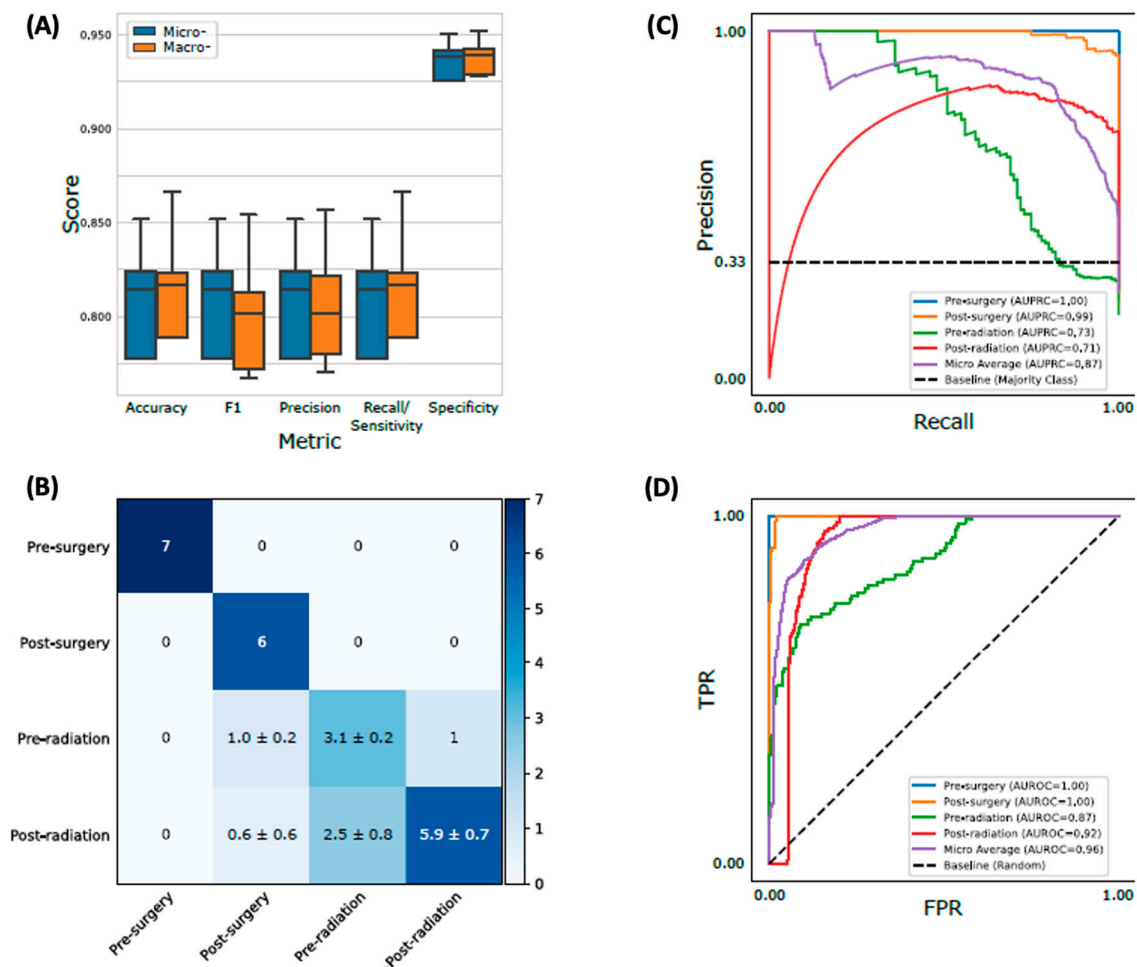 (A)
Micro-
Macro-
0.950
0.900
0.850
0.800
Score
Accuracy
F1
Precision
Recall/
Sensitivity
Specificity
Metric
(B)
Pre-surgery
Post-surgery
Pre-radiation
Post-radiation
7 0 0 0
0 6 0 0
0 1.0 ± 0.2 3.1 ± 0.2 1
0 0.6 ± 0.6 2.5 ± 0.8 5.9 ± 0.7
Pre-surgery
Post-surgery
Pre-radiation
Post-radiation
7
6
5
4
3
2
1
0
(C)
1.00
0.33
0.00
Precision
Pre-surgery (AUPRC=1,00)
Post-surgery (AUPRC=0,99)
Pre-radiation (AUPRC=0,73)
Post-radiation (AUPRC=0,71)
Micro Average (AUPRC=0,87)
Baseline (Majority Class)
0.00
1.00
Recall
(D)
1.00
0.00
TPR
Pre-surgery (AUROC=1.00)
Post-surgery (AUROC=1.00)
Pre-radiation (AUROC=0.87)
Post-radiation (AUROC=0.92)
Micro Average (AUROC=0.96)
Baseline (Random)
0.00
1.00
FPR